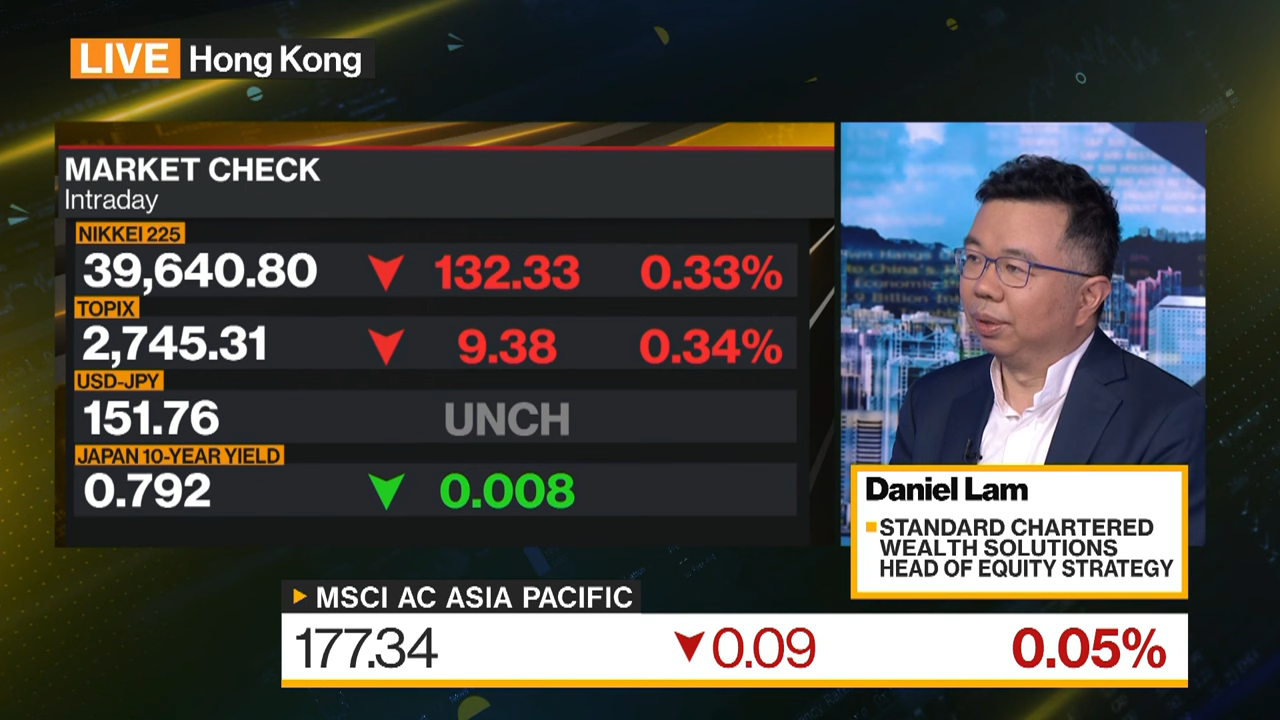 LIVE Hong Kong
MARKET CHECK
Intraday
NIKKEI 225
39,640.80 132.33 0.33%
TOPIX
2,745.31 9.38 0.34%
USD-JPY
151.76 UNCH
JAPAN 10-YEAR YIELD
0.792 0.008
Daniel Lam
STANDARD CHARTERED
WEALTH SOLUTIONS
HEAD OF EQUITY STRATEGY
MSCI AC ASIA PACIFIC
177.34 0.09 0.05%